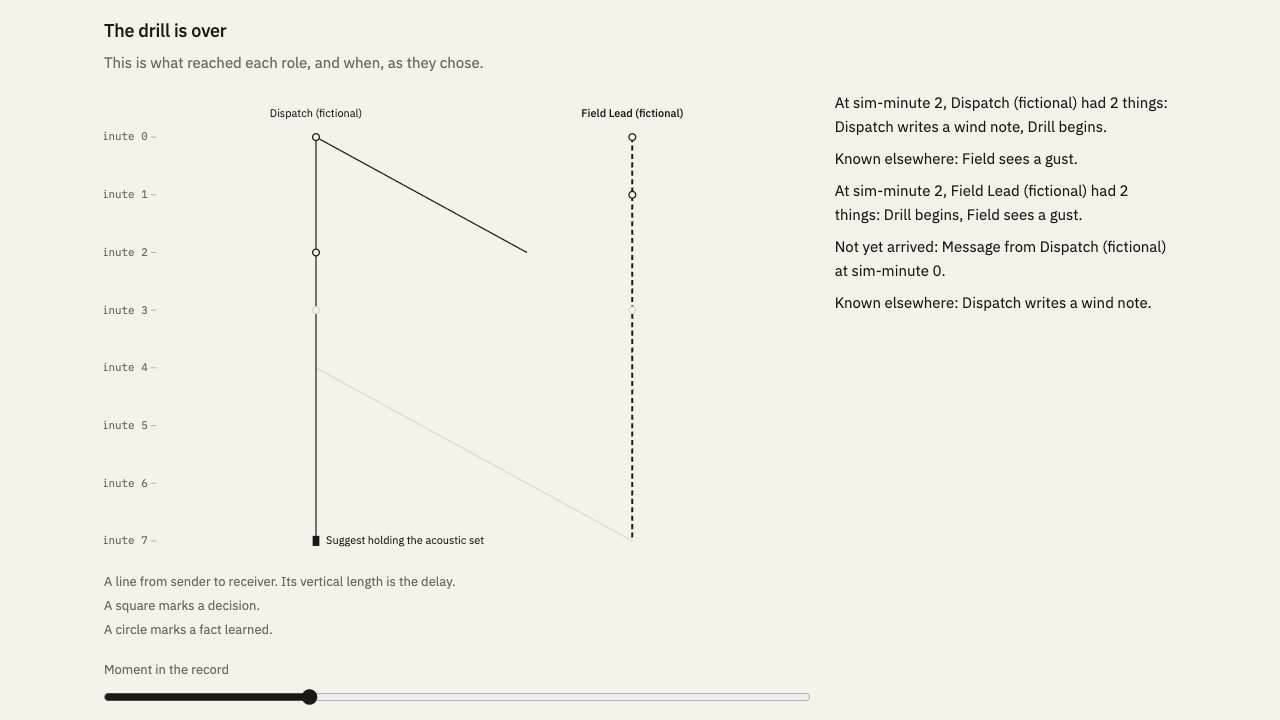 The drill is over
This is what reached each role, and when, as they chose.
Dispatch (fictional)
Field Lead (fictional)
inute 0
inute 1
inute 2
inute 3
inute 4
inute 5
inute 6
inute 7
Suggest holding the acoustic set
A line from sender to receiver. Its vertical length is the delay.
A square marks a decision.
A circle marks a fact learned.
Moment in the record
At sim-minute 2, Dispatch (fictional) had 2 things:
Dispatch writes a wind note, Drill begins.
Known elsewhere: Field sees a gust.
At sim-minute 2, Field Lead (fictional) had 2
things: Drill begins, Field sees a gust.
Not yet arrived: Message from Dispatch (fictional)
at sim-minute 0.
Known elsewhere: Dispatch writes a wind note.